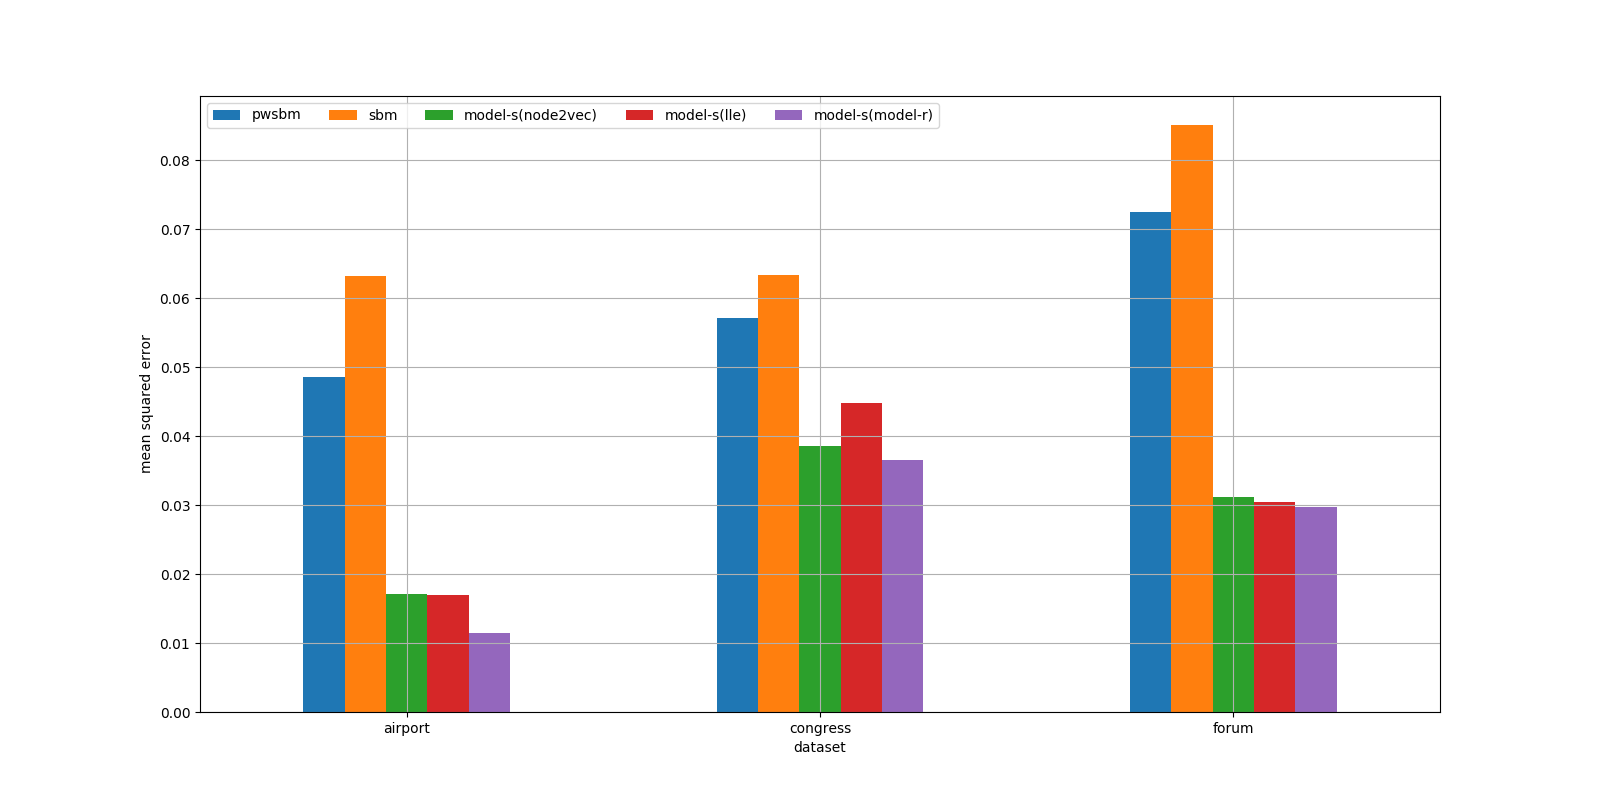 pwsbm sbm model-s(node2vec) model-s(lle) model-s(model-r)
0.08
0.07
0.06
0.05
0.04
0.03
0.02
0.01
0.00
mean squared error
airport congress forum
dataset